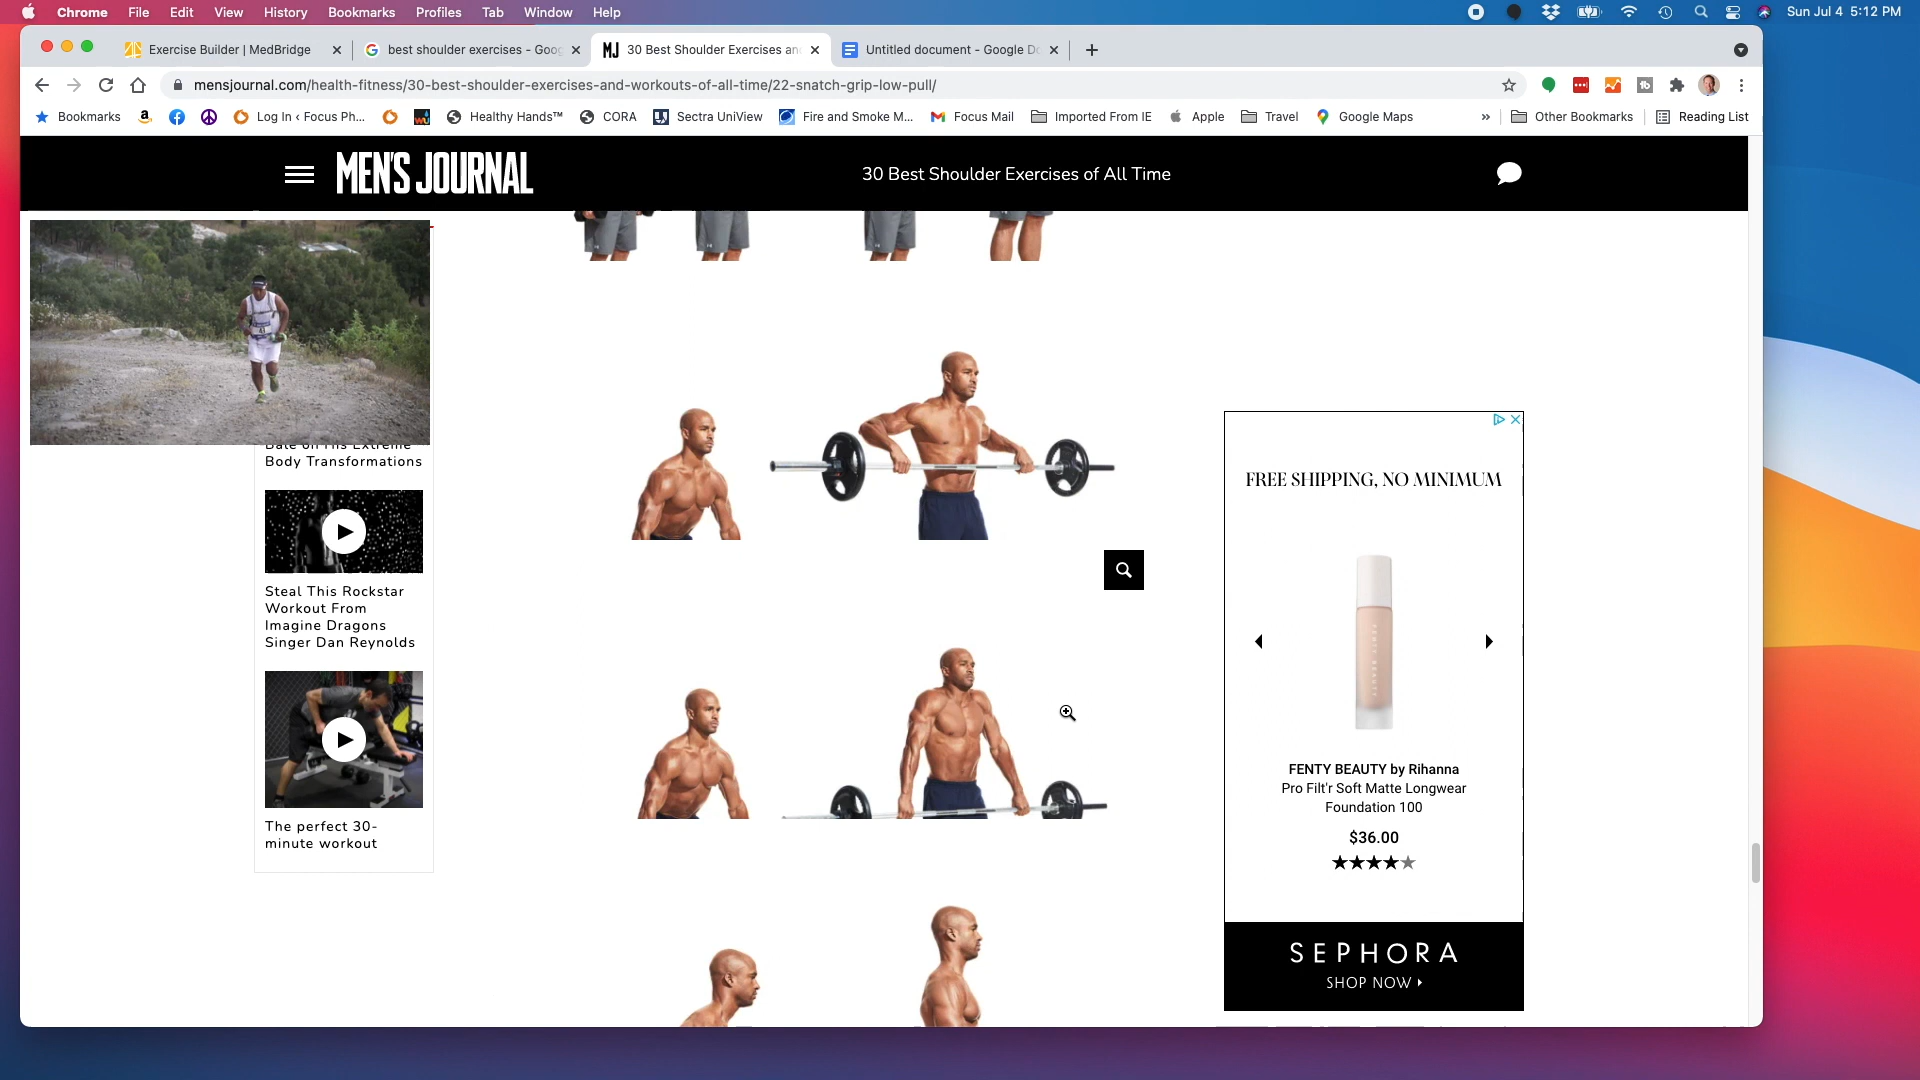 Chrome File Edit View History Bookmarks Profiles Tab Window Help Sun Jul 4 5:12 PM
Exercise Builder | MedBridge best shoulder exercises - Goog 30 Best Shoulder Exercises an Untitled document - Google Do
mensjournal.com/health-fitness/30-best-shoulder-exercises-and-workouts-of-all-time/22-snatch-grip-low-pull/
Bookmarks Log In ‹ Focus Ph... Healthy Hands™ CORA Sectra UniView Fire and Smoke M... Focus Mail Imported From IE Apple Travel Google Maps » Other Bookmarks Reading List
MEN'S JOURNAL 30 Best Shoulder Exercises of All Time
Bale on His Extreme
Body Transformations
Steal This Rockstar
Workout From
Imagine Dragons
Singer Dan Reynolds
The perfect 30-
minute workout
FREE SHIPPING, NO MINIMUM
FENTY BEAUTY by Rihanna
Pro Filt'r Soft Matte Longwear
Foundation 100
$36.00
SEPHORA
SHOP NOW